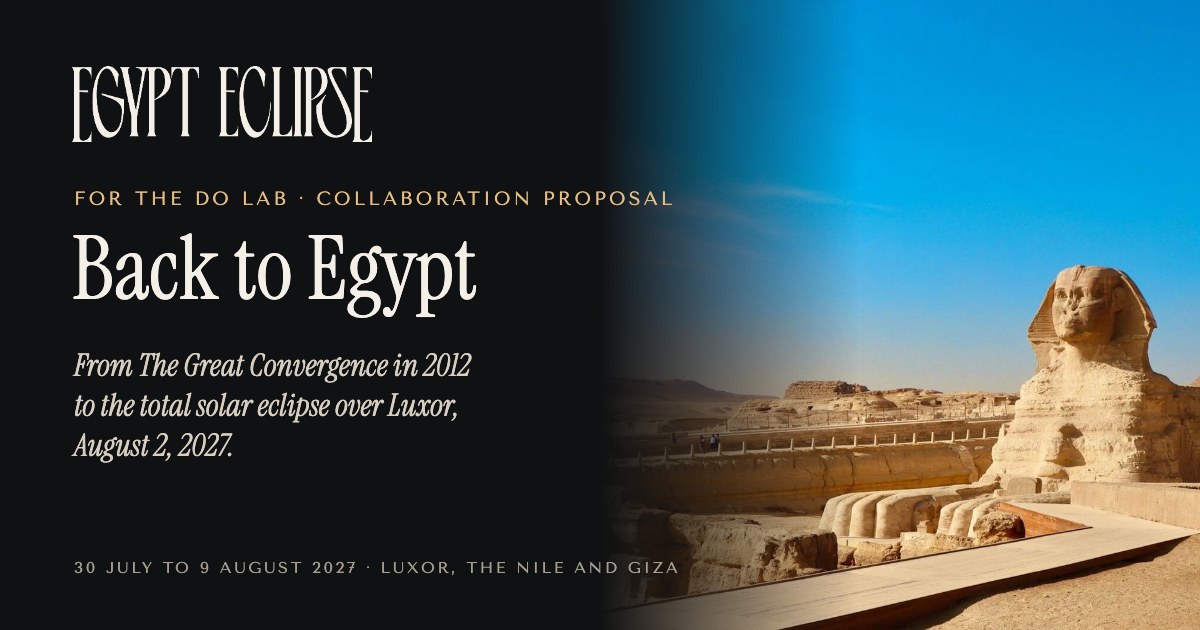 EGYPT ECLIPSE
FOR THE DO LAB · COLLABORATION PROPOSAL
Back to Egypt
From The Great Convergence in 2012
to the total solar eclipse over Luxor,
August 2, 2027.
30 JULY TO 9 AUGUST 2027 · LUXOR, THE NILE AND GIZA